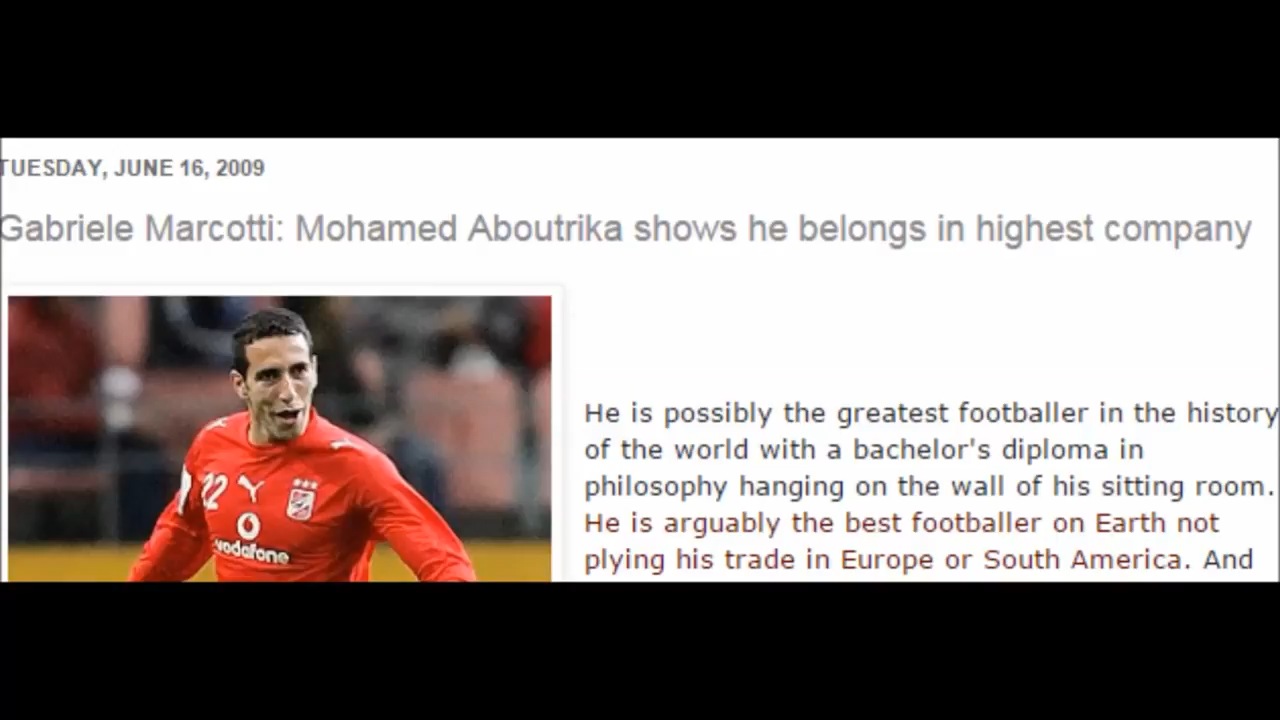 TUESDAY, JUNE 16, 2009
Gabriele Marcotti: Mohamed Aboutrika shows he belongs in highest company
He is possibly the greatest footballer in the history
of the world with a bachelor's diploma in
philosophy hanging on the wall of his sitting room.
He is arguably the best footballer on Earth not
plying his trade in Europe or South America. And
22
vodafone